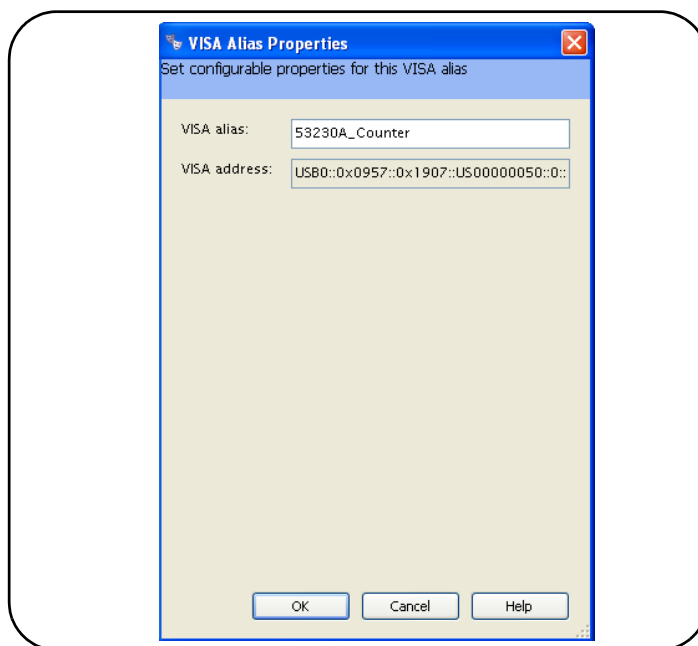 VISA Alias Properties
Set configurable properties for this VISA alias
VISA alias: 53230A_Counter
VISA address: USB0::0x0957::0x1907::US00000050::0::
OK Cancel Help